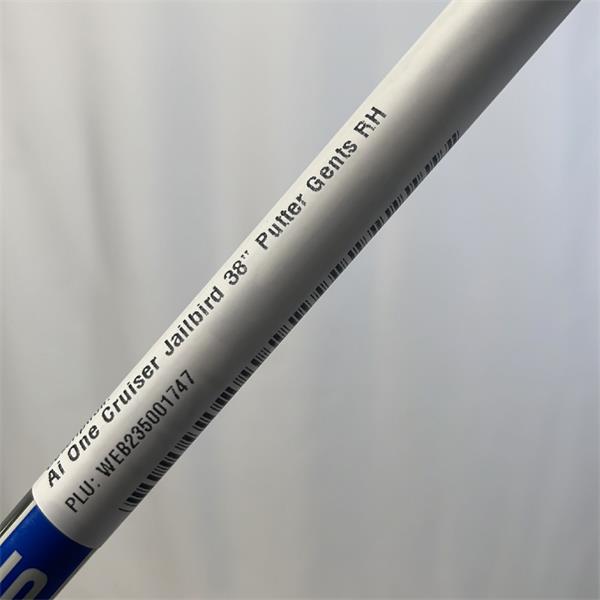 Ai One Cruiser Jailbird 38" Putter Gents RH
PLU: WEB235001747